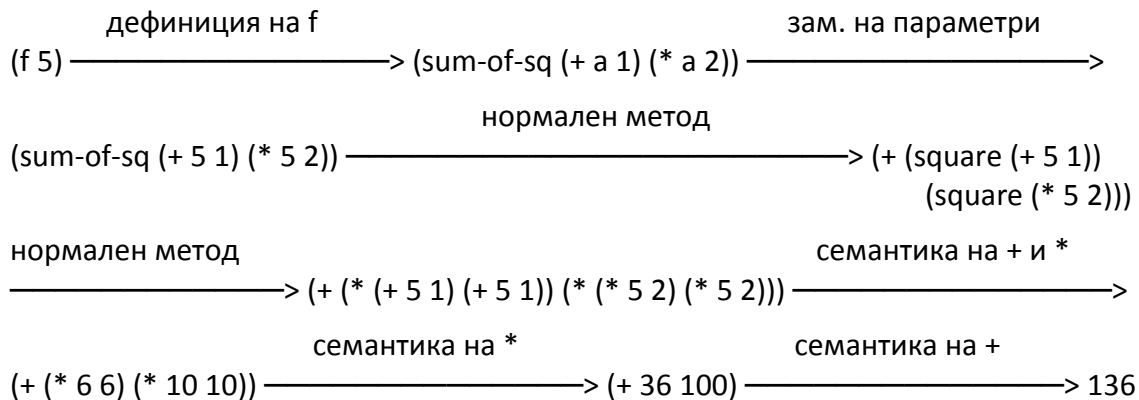 дефиниция на f зам. на параметри
(f 5) ————————> (sum-of-sq (+ a 1) (* a 2)) ————————>
нормален метод
(sum-of-sq (+ 5 1) (* 5 2)) ————————> (+ (square (+ 5 1))
(square (* 5 2)))
нормален метод семантика на + и *
————————> (+ (* (+ 5 1) (+ 5 1)) (* (* 5 2) (* 5 2))) ————————>
семантика на * семантика на +
(+ (* 6 6) (* 10 10)) ————————> (+ 36 100) ————————> 136